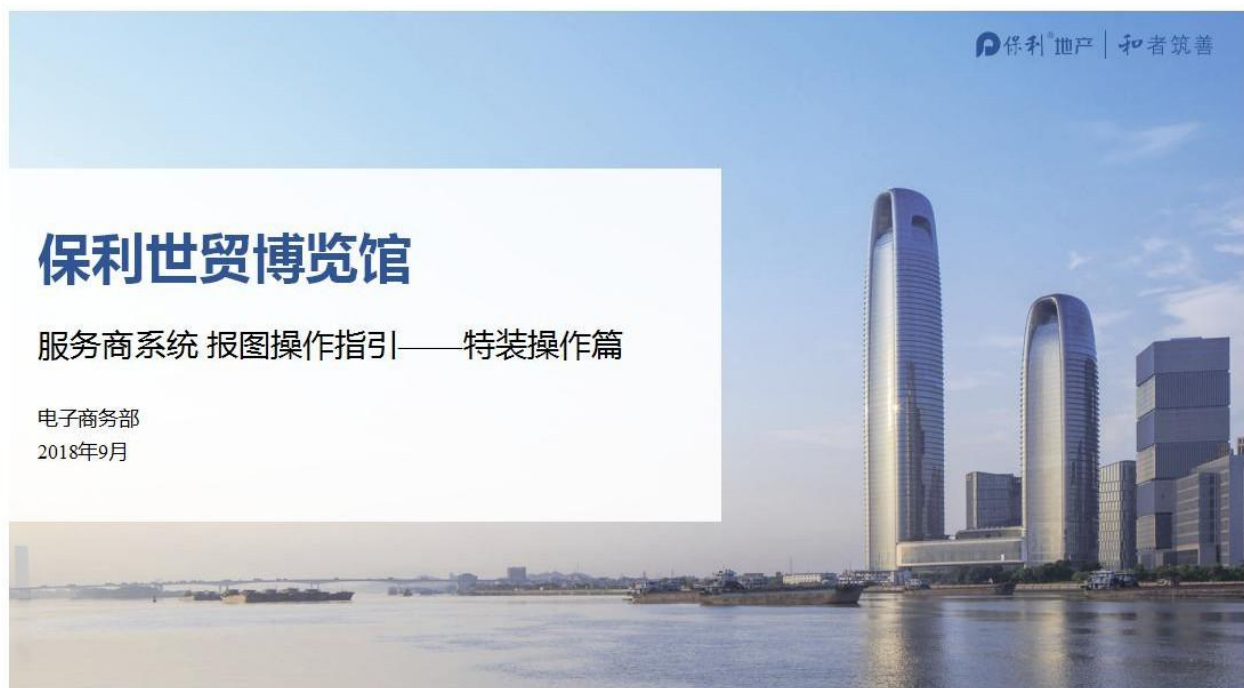 保利®地产 | 和者筑善
保利世贸博览馆
服务商系统 报图操作指引——特装操作篇
电子商务部
2018年9月